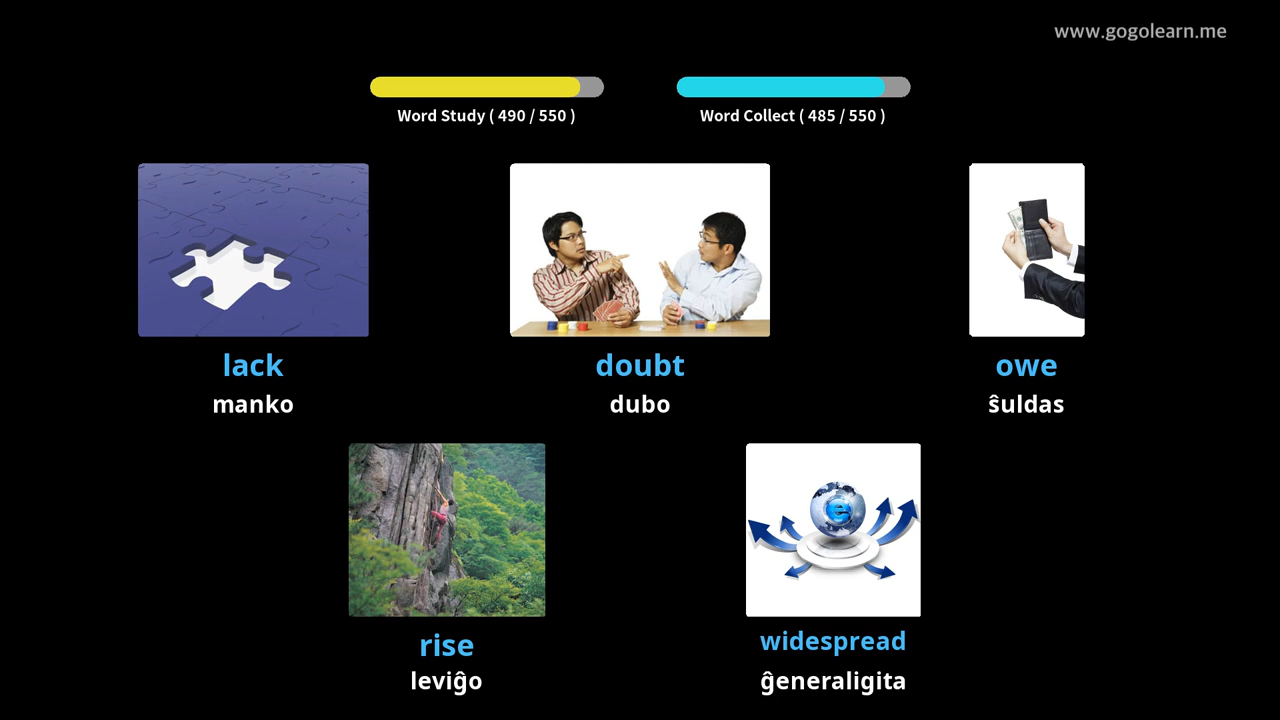 www.gogolearn.me
Word Study ( 490 / 550 )
Word Collect ( 485 / 550 )
lack
manko
doubt
dubo
owe
ŝuldas
rise
leviĝo
e
widespread
ĝeneraligita